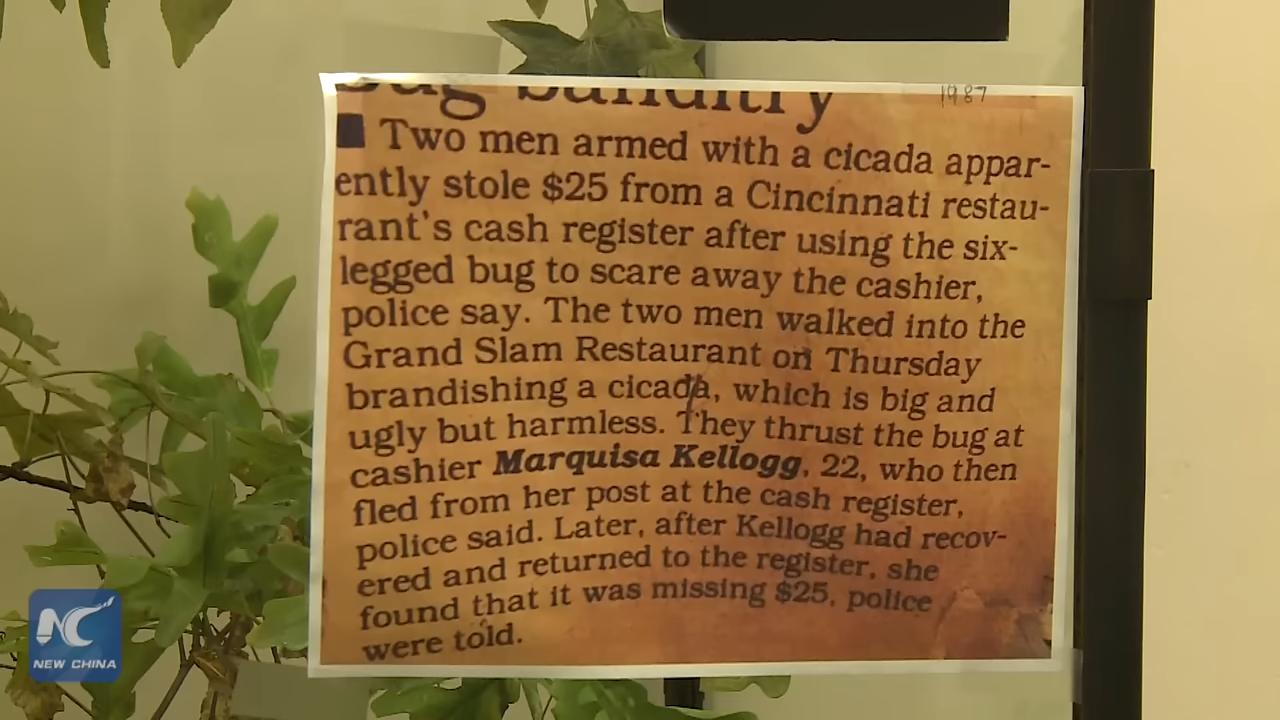 Bug banditry
1987
■ Two men armed with a cicada appar-
ently stole $25 from a Cincinnati restau-
rant's cash register after using the six-
legged bug to scare away the cashier,
police say. The two men walked into the
Grand Slam Restaurant on Thursday
brandishing a cicada, which is big and
ugly but harmless. They thrust the bug at
cashier Marquisa Kellogg, 22, who then
fled from her post at the cash register,
police said. Later, after Kellogg had recov-
ered and returned to the register, she
found that it was missing $25, police
were told.
NC
NEW CHINA